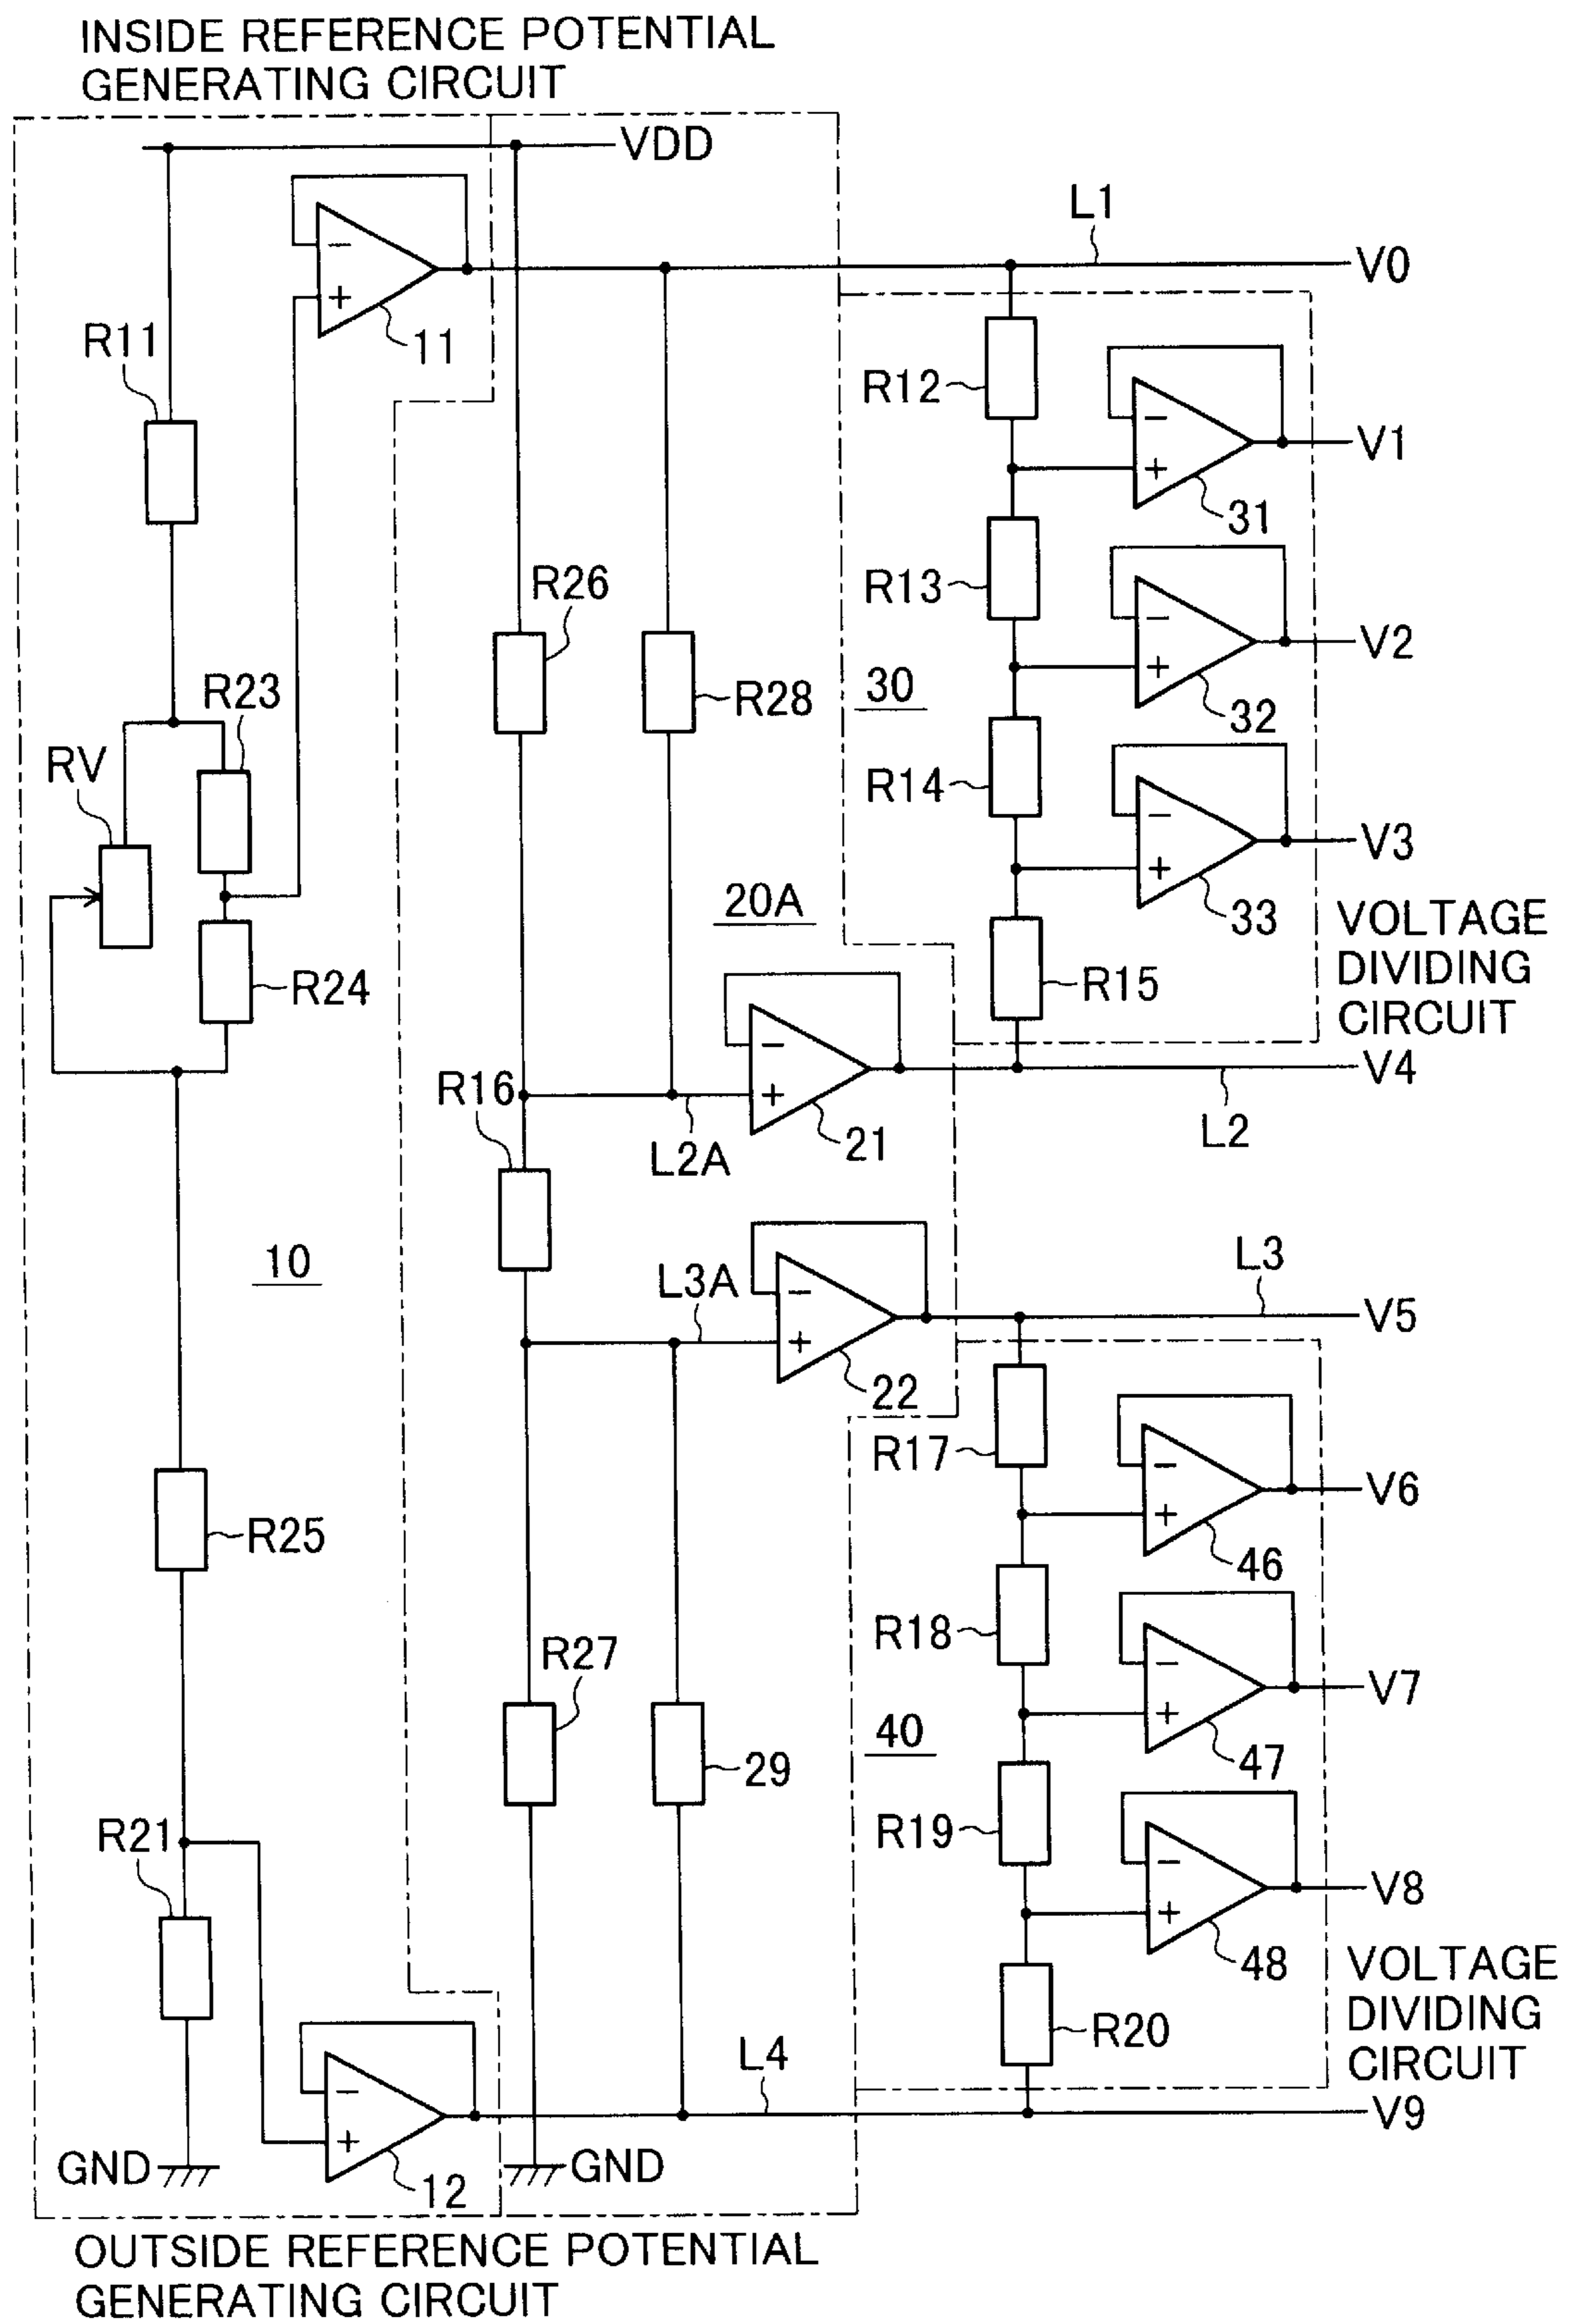 INSIDE REFERENCE POTENTIAL
GENERATING CIRCUIT
VDD
L1
V0
−
+
11
R11
R12
−
+
31
V1
R26
R13
−
+
32
V2
R23
R28
30
RV
R14
−
+
33
V3
20A
R24
R15
VOLTAGE
DIVIDING
CIRCUIT
−
+
21
V4
R16
L2A
L2
10
L3A
L3
−
+
22
V5
R17
−
+
46
V6
R25
R18
−
+
47
V7
R27
40
29
R21
R19
−
+
48
V8
R20
VOLTAGE
DIVIDING
CIRCUIT
L4
−
+
12
V9
GND
GND
OUTSIDE REFERENCE POTENTIAL
GENERATING CIRCUIT